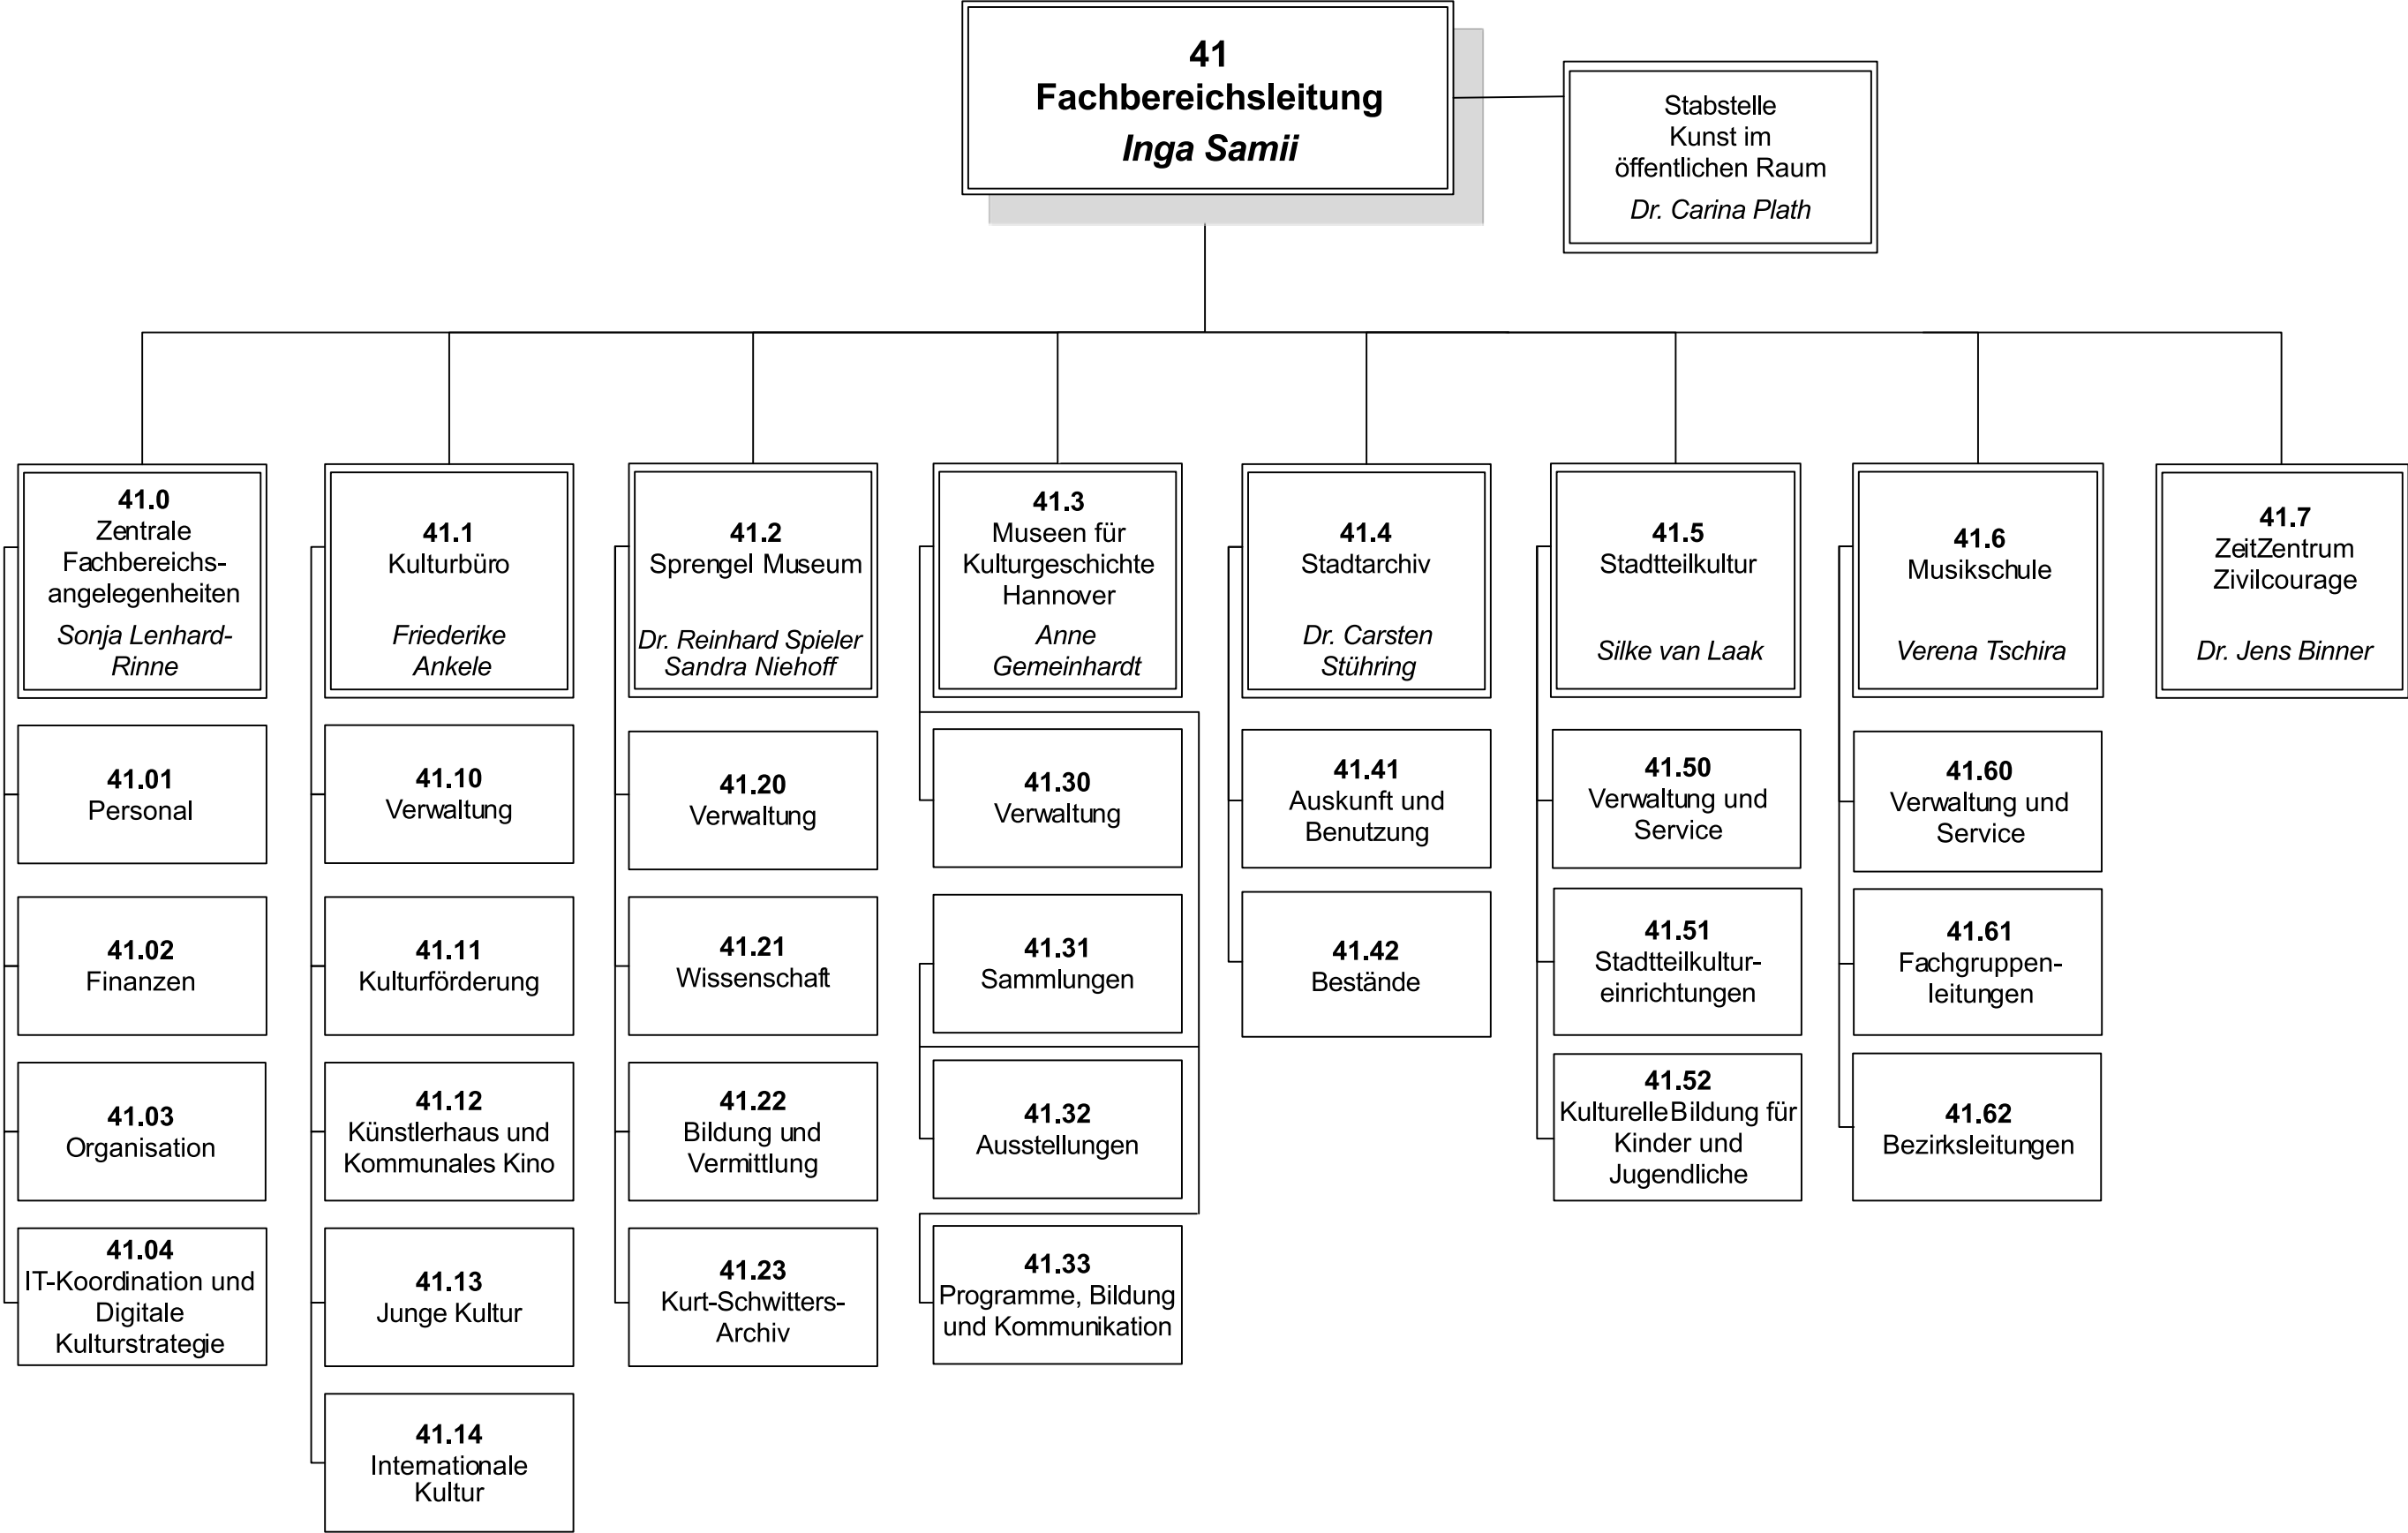 41
Fachbereichsleitung
Inga Samii
Stabstelle
Kunst im
öffentlichen Raum
Dr. Carina Plath
41.0
Zentrale
Fachbereichs-
angelegenheiten
Sonja Lenhard-
Rinne
41.1
Kulturbüro
Friederike
Ankele
41.2
Sprengel Museum
Dr. Reinhard Spieler
Sandra Niehoff
41.3
Museen für
Kulturgeschichte
Hannover
Anne
Gemeinhardt
41.4
Stadtarchiv
Dr. Carsten
Stühring
41.5
Stadtteilkultur
Silke van Laak
41.6
Musikschule
Verena Tschira
41.7
ZeitZentrum
Zivilcourage
Dr. Jens Binner
41.01
Personal
41.10
Verwaltung
41.20
Verwaltung
41.30
Verwaltung
41.41
Auskunft und
Benutzung
41.50
Verwaltung und
Service
41.60
Verwaltung und
Service
41.02
Finanzen
41.11
Kulturförderung
41.21
Wissenschaft
41.31
Sammlungen
41.42
Bestände
41.51
Stadtteilkultur-
einrichtungen
41.61
Fachgruppen-
leitungen
41.03
Organisation
41.12
Künstlerhaus und
Kommunales Kino
41.22
Bildung und
Vermittlung
41.32
Ausstellungen
41.52
Kulturelle Bildung für
Kinder und
Jugendliche
41.62
Bezirksleitungen
41.04
IT-Koordination und
Digitale
Kulturstrategie
41.13
Junge Kultur
41.23
Kurt-Schwitters-
Archiv
41.33
Programme, Bildung
und Kommunikation
41.14
Internationale
Kultur